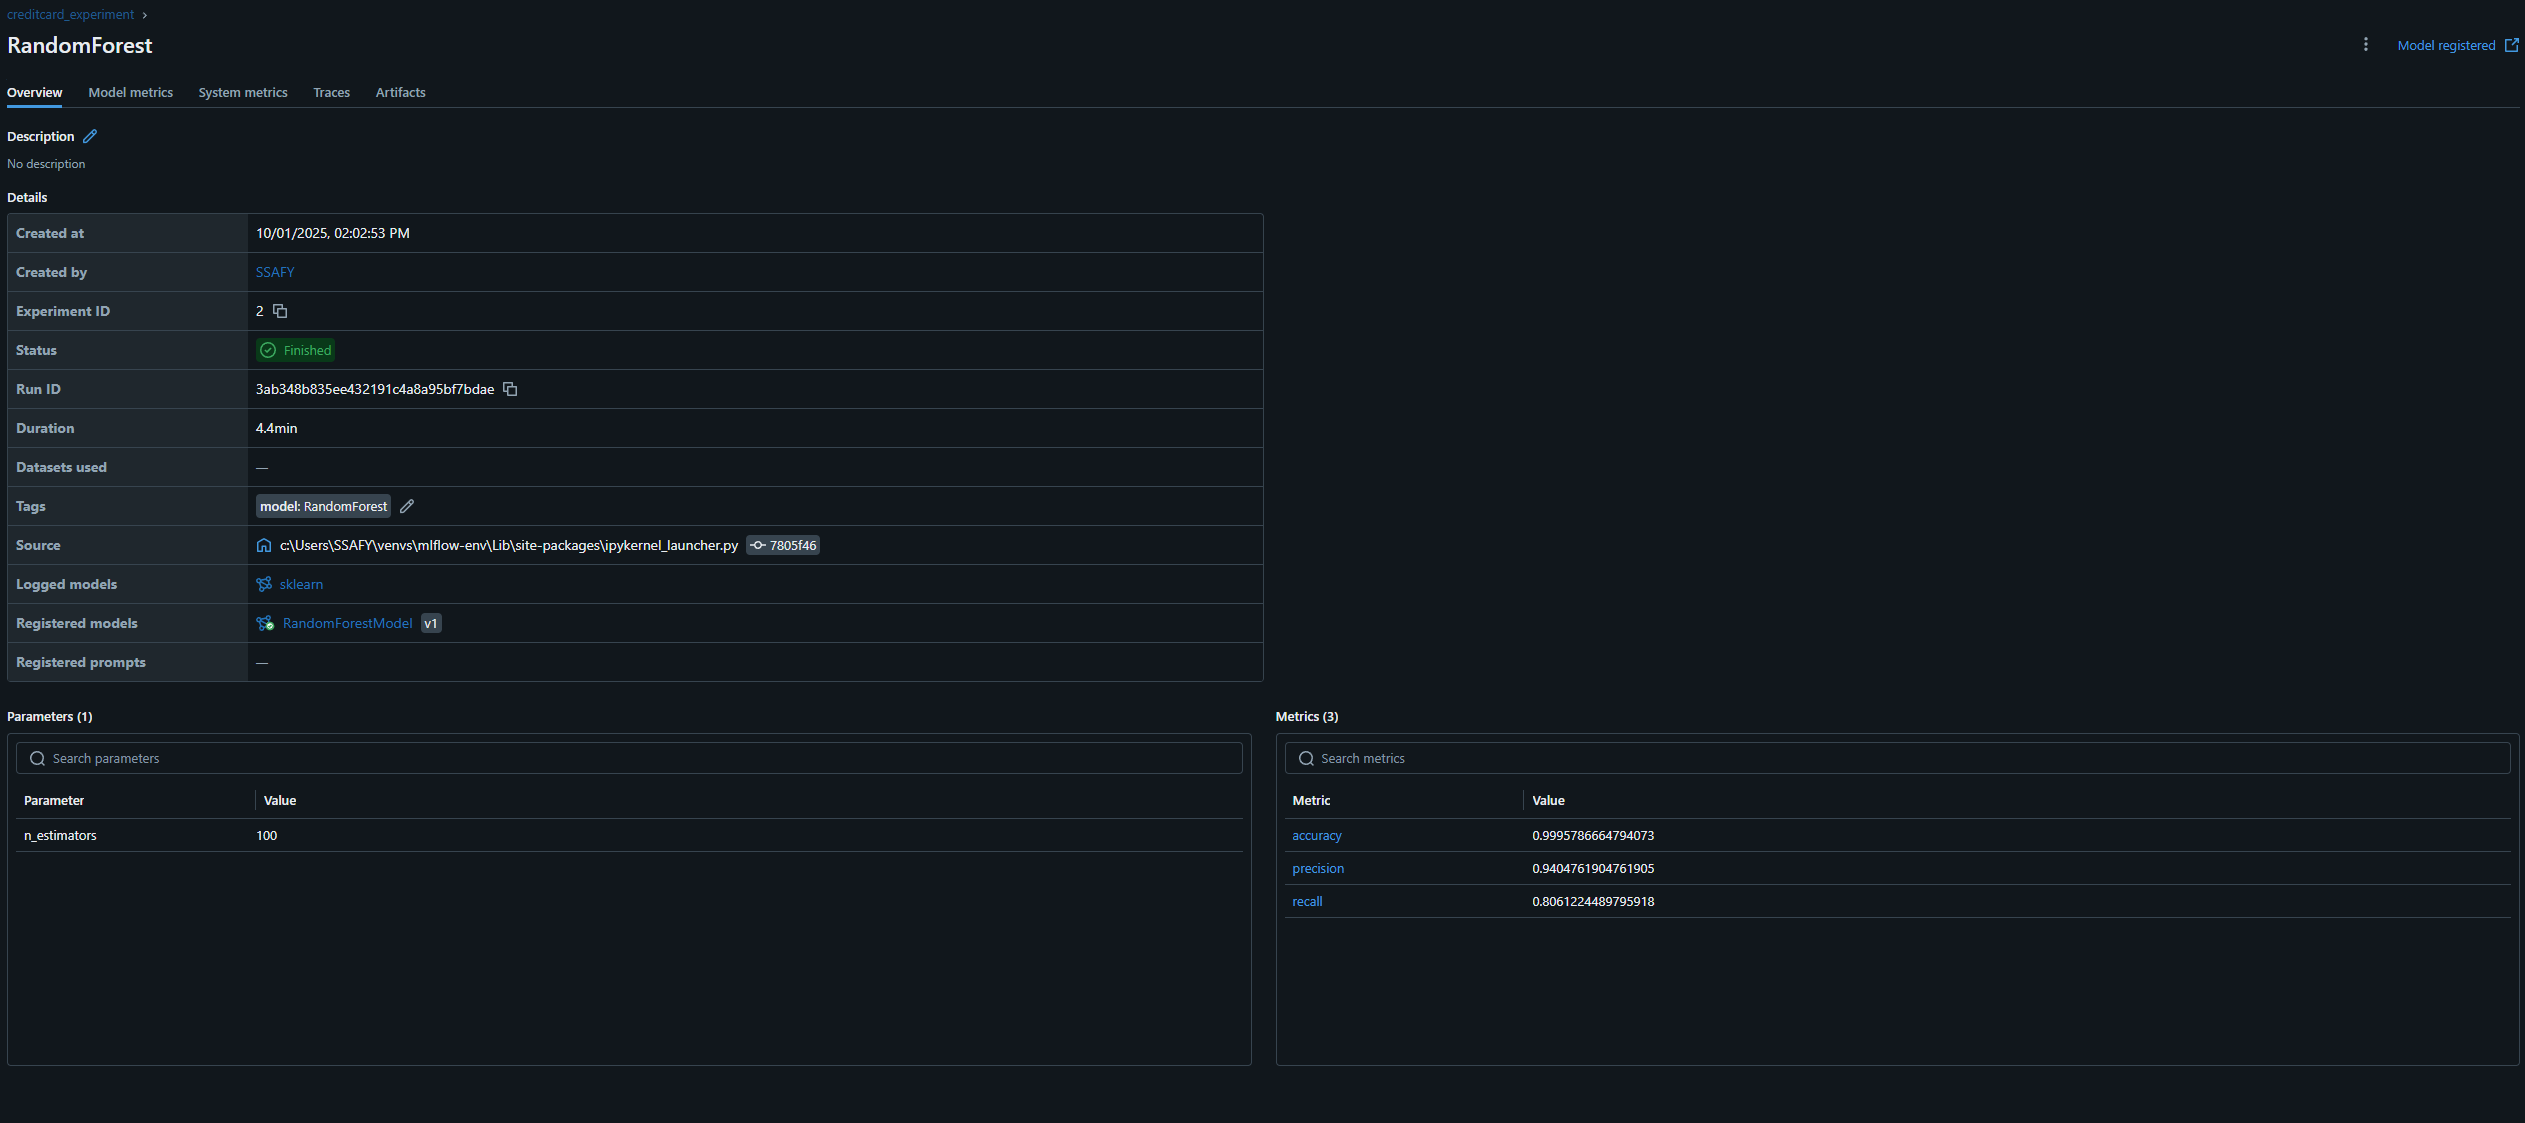 creditcard_experiment
RandomForest
Model registered
Overview Model metrics System metrics Traces Artifacts
Description
No description
Details
Created at 10/01/2025, 02:02:53 PM
Created by SSAFY
Experiment ID 2
Status Finished
Run ID 3ab348b835ee432191c4a8a95bf7bdae
Duration 4.4min
Datasets used —
Tags model: RandomForest
Source c:\Users\SSAFY\venvs\mlflow-env\Lib\site-packages\ipykernel_launcher.py 7805f46
Logged models sklearn
Registered models RandomForestModel v1
Registered prompts —
Parameters (1)
Search parameters
Parameter Value
n_estimators 100
Metrics (3)
Search metrics
Metric Value
accuracy 0.9995786664794073
precision 0.9404761904761905
recall 0.8061224489795918